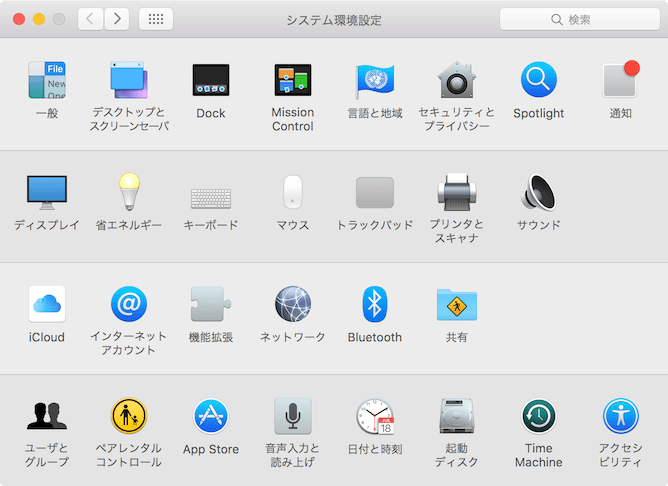 システム環境設定
検索
File
New
One
一般
デスクトップと
スクリーンセーバ
Dock
Mission
Control
言語と地域
セキュリティと
プライバシー
Spotlight
通知
ディスプレイ
省エネルギー
キーボード
マウス
トラックパッド
プリンタと
スキャナ
サウンド
iCloud
インターネット
アカウント
機能拡張
ネットワーク
Bluetooth
共有
ユーザと
グループ
ペアレンタル
コントロール
App Store
音声入力と
読み上げ
JUL
18
日付と時刻
起動
ディスク
Time
Machine
アクセシ
ビリティ